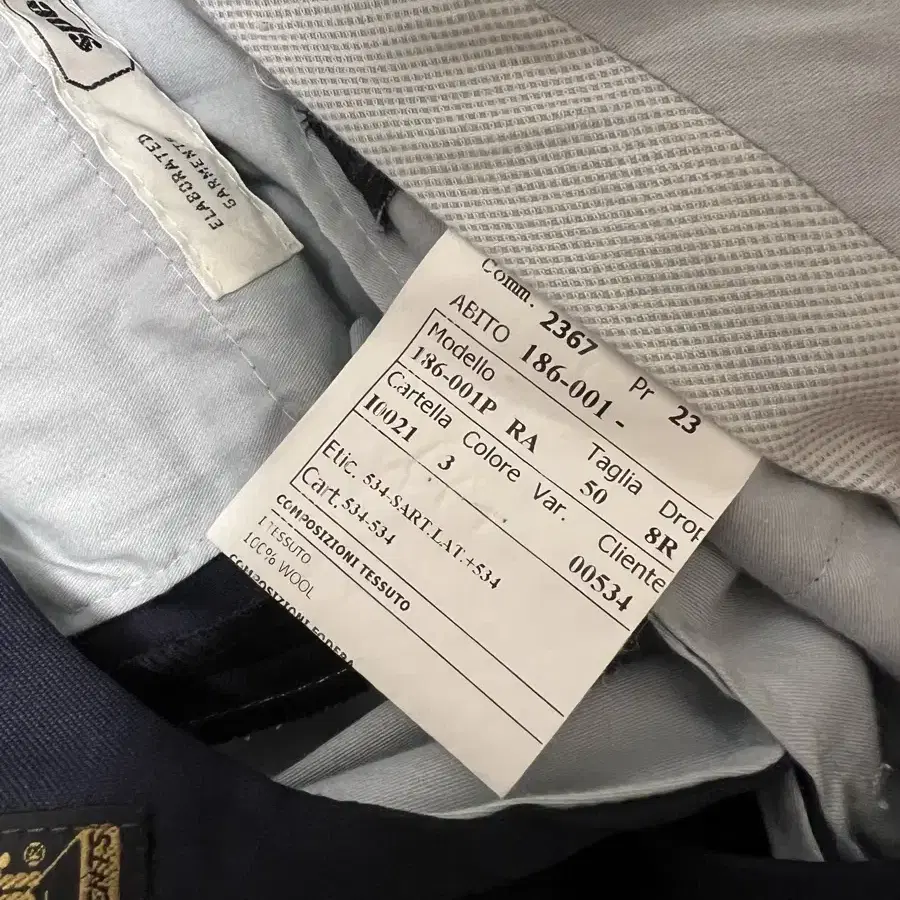 ELABORATED
GARMENTS
Comm. 2367 Pr 23
ABITO 186-001 -
Modello Taglia Drop
186-001P RA 50 8R
Cartella Colore Var. Cliente
I0021 3 00534
Etic. 534-SART.LAT.+534
Cart. 534-534
COMPOSIZIONI TESSUTO
1 TESSUTO
100% WOOL
COMPOSIZIONI FODERA